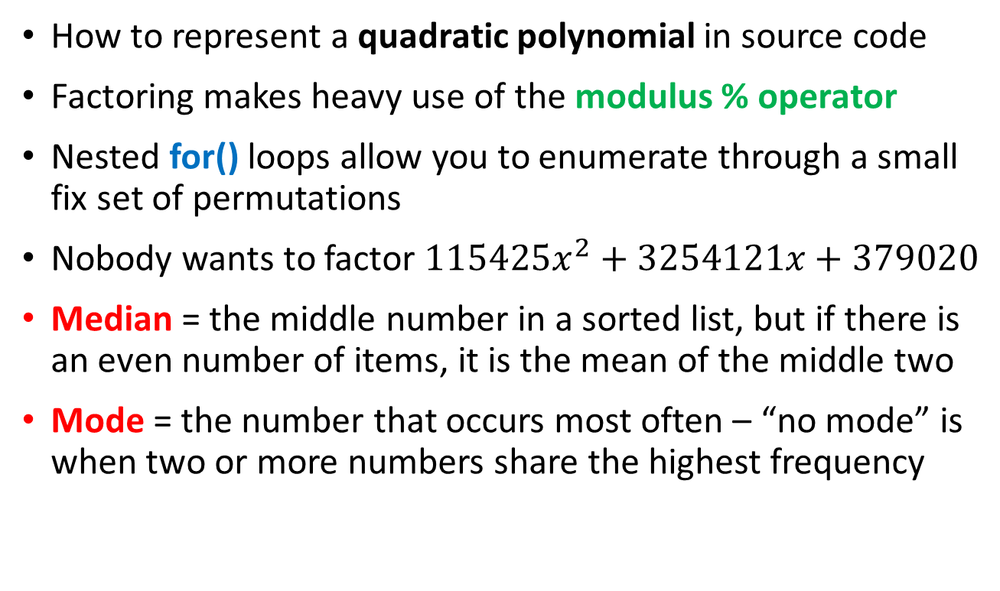 • How to represent a quadratic polynomial in source code
• Factoring makes heavy use of the modulus % operator
• Nested for() loops allow you to enumerate through a small
fix set of permutations
• Nobody wants to factor 115425x² + 3254121x + 379020
• Median = the middle number in a sorted list, but if there is
an even number of items, it is the mean of the middle two
• Mode = the number that occurs most often – “no mode” is
when two or more numbers share the highest frequency